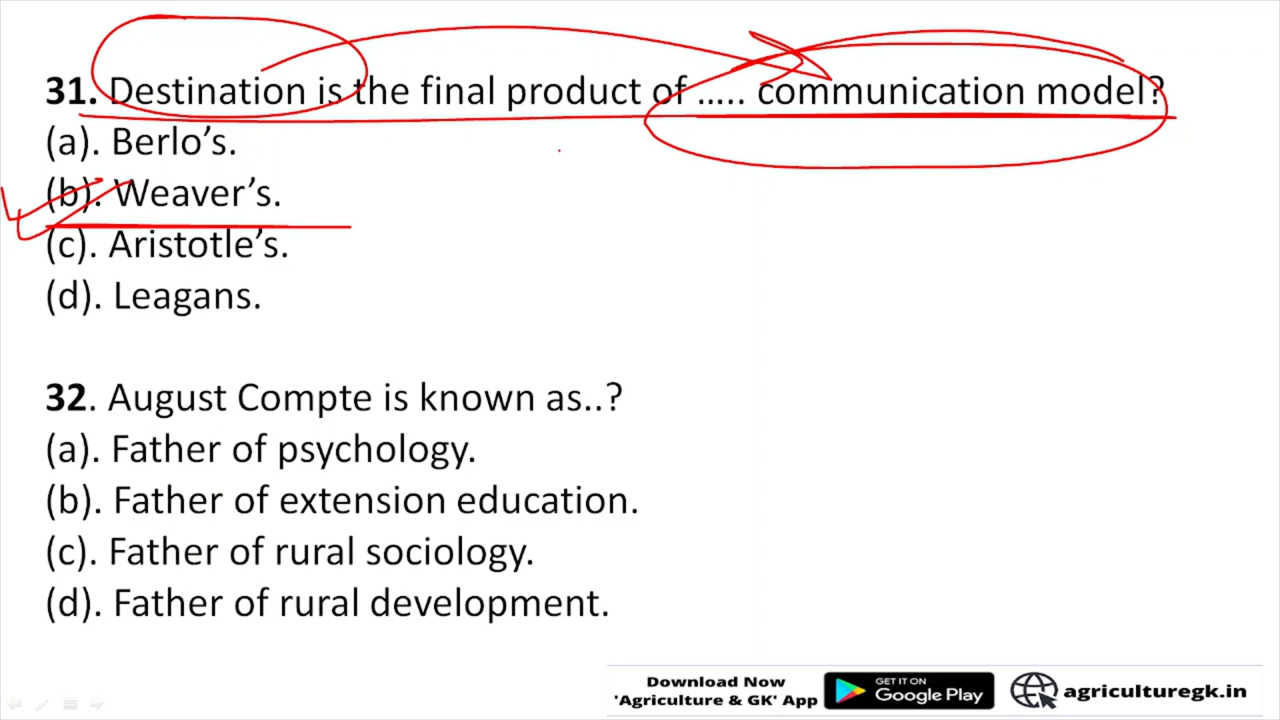 31. Destination is the final product of ..... communication model?
(a). Berlo's.
(b). Weaver's.
(c). Aristotle's.
(d). Leagans.
32. August Compte is known as..?
(a). Father of psychology.
(b). Father of extension education.
(c). Father of rural sociology.
(d). Father of rural development.
Download Now
'Agriculture & GK' App
GET IT ON
Google Play
agriculturegk.in